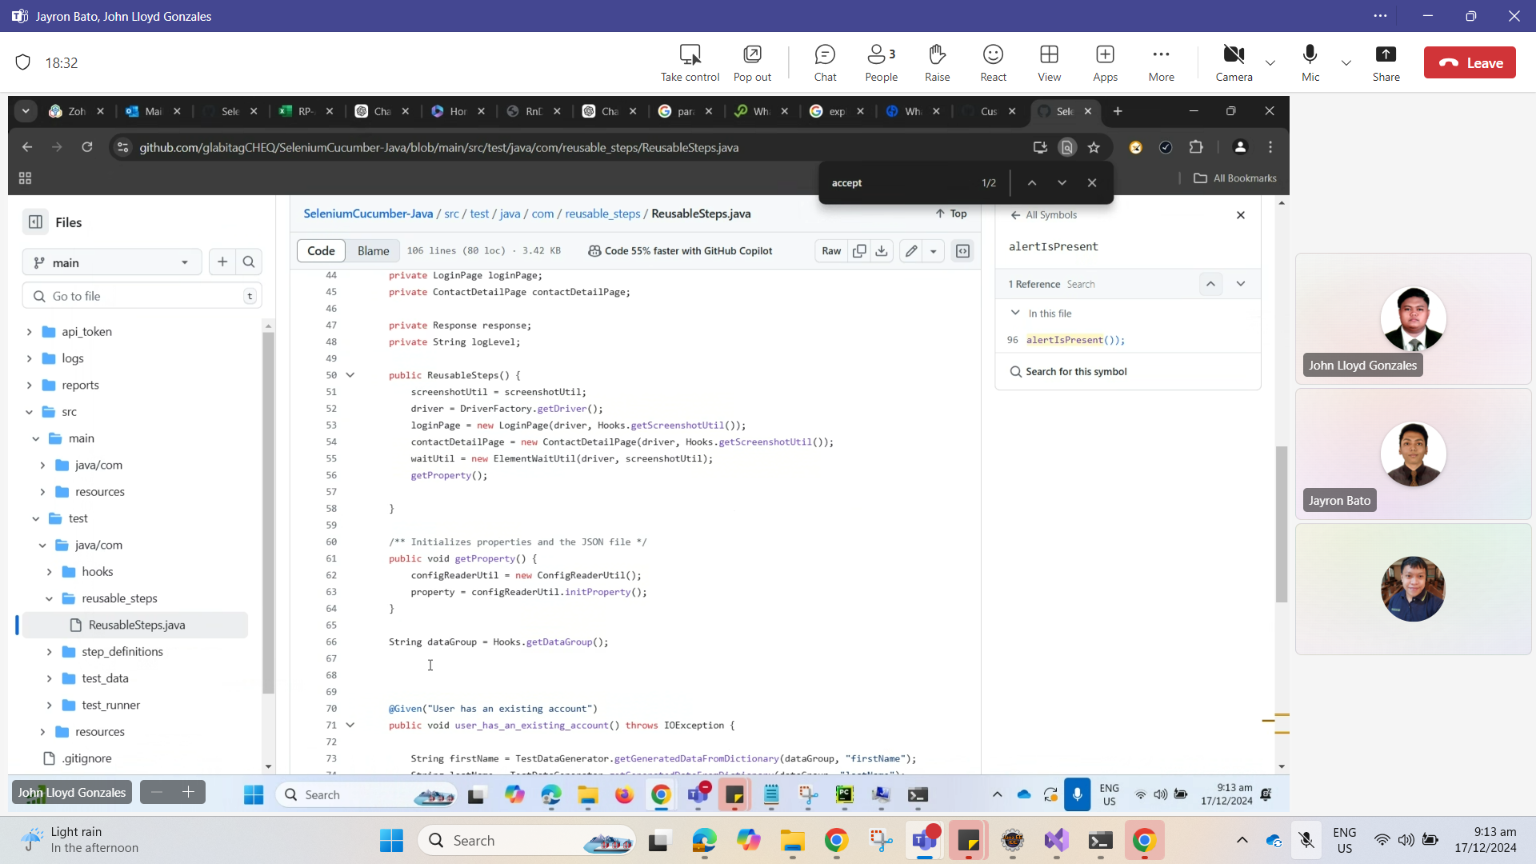 Jayron Bato, John Lloyd Gonzales
18:32
Take control
Pop out
Chat
3
People
Raise
React
View
Apps
More
Camera
Mic
Share
Leave
Zoh
Mai
Sele
RP-
Cha
Hor
RnD
Cha
par
Wh
exp
Wh
Cus
Sele
github.com/glabitagCHEQ/SeleniumCucumber-Java/blob/main/src/test/java/com/reusable_steps/ReusableSteps.java
accept
1/2
All Bookmarks
Files
main
Go to file
t
api_token
logs
reports
src
main
java/com
resources
test
java/com
hooks
reusable_steps
ReusableSteps.java
step_definitions
test_data
test_runner
resources
.gitignore
SeleniumCucumber-Java / src / test / java / com / reusable_steps / ReusableSteps.java
Top
Code
Blame
106 lines (80 loc) · 3.42 KB
Code 55% faster with GitHub Copilot
Raw
44 private LoginPage loginPage;
45 private ContactDetailPage contactDetailPage;
46
47 private Response response;
48 private String logLevel;
49
50 public ReusableSteps() {
51 screenshotUtil = screenshotUtil;
52 driver = DriverFactory.getDriver();
53 loginPage = new LoginPage(driver, Hooks.getScreenshotUtil());
54 contactDetailPage = new ContactDetailPage(driver, Hooks.getScreenshotUtil());
55 waitUtil = new ElementWaitUtil(driver, screenshotUtil);
56 getProperty();
57
58 }
59
60 /** Initializes properties and the JSON file */
61 public void getProperty() {
62 configReaderUtil = new ConfigReaderUtil();
63 property = configReaderUtil.initProperty();
64 }
65
66 String dataGroup = Hooks.getDataGroup();
67
68
69
70 @Given("User has an existing account")
71 public void user_has_an_existing_account() throws IOException {
72
73 String firstName = TestDataGenerator.getGeneratedDataFromDictionary(dataGroup, "firstName");
All Symbols
alertIsPresent
1 Reference Search
In this file
96 alertIsPresent());
Search for this symbol
John Lloyd Gonzales
Jayron Bato
John Lloyd Gonzales
Search
ENG
US
9:13 am
17/12/2024
Light rain
In the afternoon
Search
ENG
US
9:13 am
17/12/2024